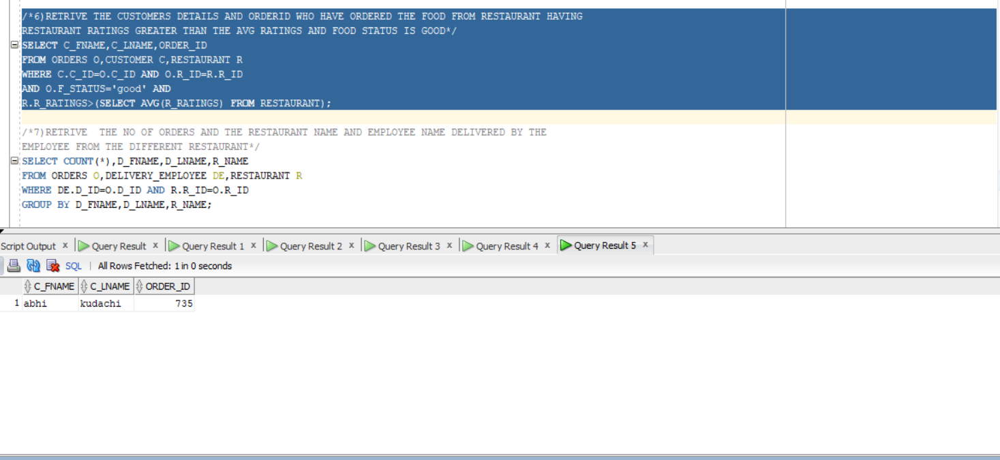 /*6)RETRIVE THE CUSTOMERS DETAILS AND ORDERID WHO HAVE ORDERED THE FOOD FROM RESTAURANT HAVING
RESTAURANT RATINGS GREATER THAN THE AVG RATINGS AND FOOD STATUS IS GOOD*/
SELECT C_FNAME,C_LNAME,ORDER_ID
FROM ORDERS O,CUSTOMER C,RESTAURANT R
WHERE C.C_ID=O.C_ID AND O.R_ID=R.R_ID
AND O.F_STATUS='good' AND
R.R_RATINGS>(SELECT AVG(R_RATINGS) FROM RESTAURANT);
/*7)RETRIVE  THE NO OF ORDERS AND THE RESTAURANT NAME AND EMPLOYEE NAME DELIVERED BY THE
EMPLOYEE FROM THE DIFFERENT RESTAURANT*/
SELECT COUNT(*),D_FNAME,D_LNAME,R_NAME
FROM ORDERS O,DELIVERY_EMPLOYEE DE,RESTAURANT R
WHERE DE.D_ID=O.D_ID AND R.R_ID=O.R_ID
GROUP BY D_FNAME,D_LNAME,R_NAME;
Script Output x Query Result x Query Result 1 x Query Result 2 x Query Result 3 x Query Result 4 x Query Result 5 x
SQL | All Rows Fetched: 1 in 0 seconds
C_FNAME C_LNAME ORDER_ID
1 abhi kudachi 735